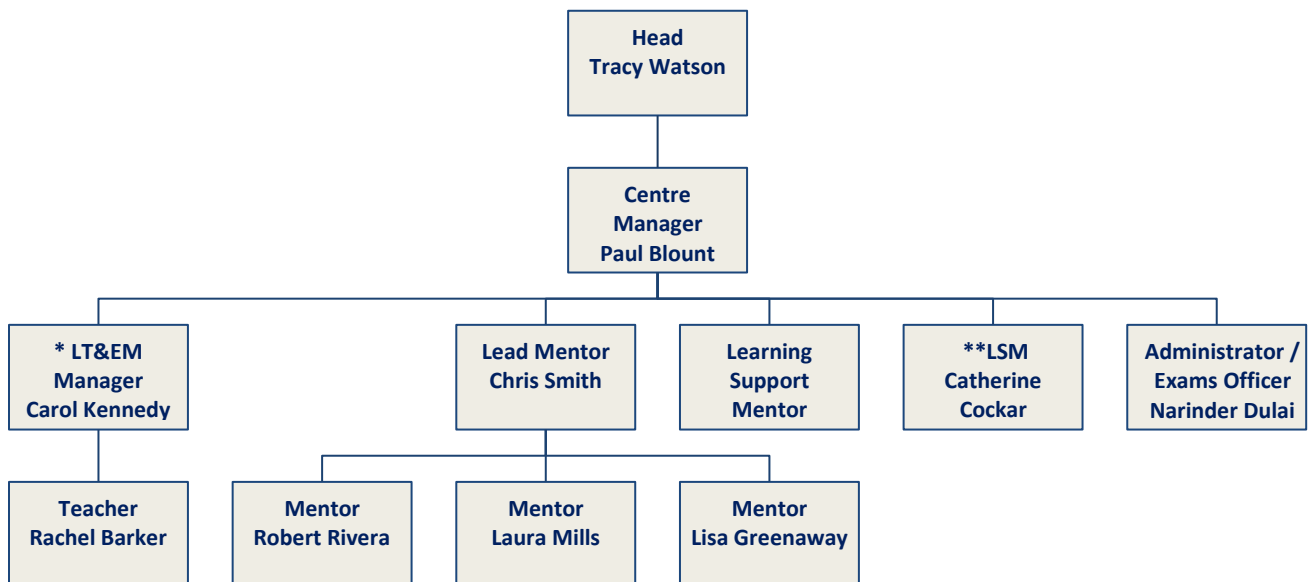 Head
Tracy Watson
Centre
Manager
Paul Blount
* LT&EM
Manager
Carol Kennedy
Lead Mentor
Chris Smith
Learning
Support
Mentor
**LSM
Catherine
Cockar
Administrator /
Exams Officer
Narinder Dulai
Teacher
Rachel Barker
Mentor
Robert Rivera
Mentor
Laura Mills
Mentor
Lisa Greenaway